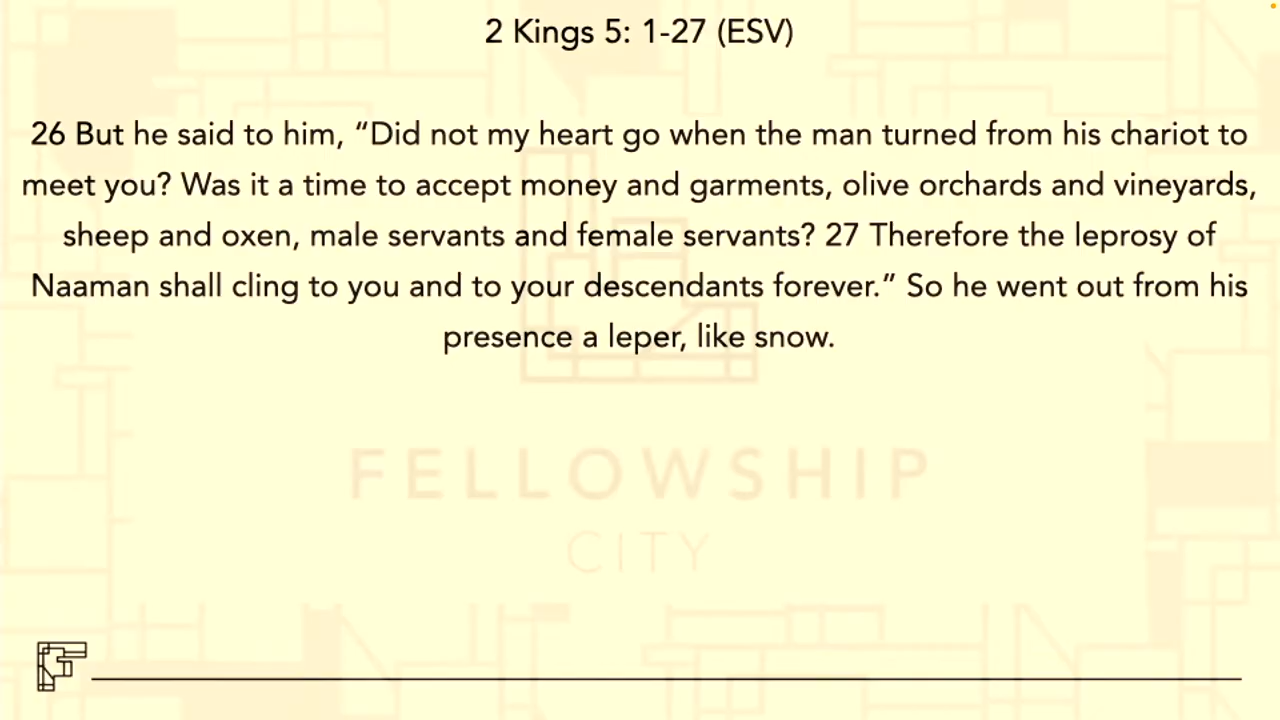 2 Kings 5: 1-27 (ESV)
26 But he said to him, “Did not my heart go when the man turned from his chariot to
meet you? Was it a time to accept money and garments, olive orchards and vineyards,
sheep and oxen, male servants and female servants? 27 Therefore the leprosy of
Naaman shall cling to you and to your descendants forever.” So he went out from his
presence a leper, like snow.
FELLOWSHIP
CITY